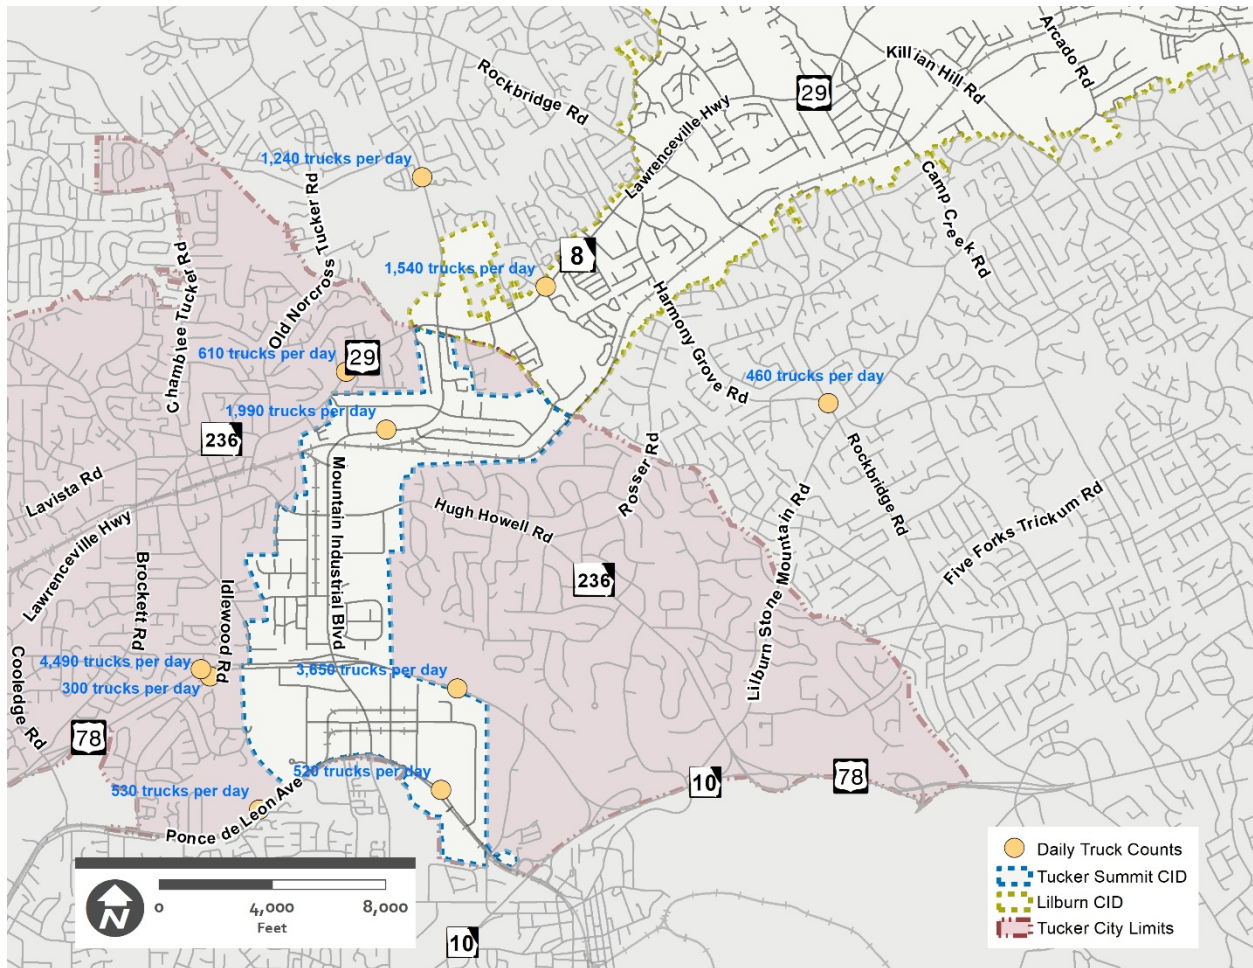 Arcado Rd
Killian Hill Rd
29
Rockbridge Rd
Lawrenceville Hwy
1,240 trucks per day
Camp Creek Rd
Old Norcross Tucker Rd
Chamblee Tucker Rd
8
1,540 trucks per day
Harmony Grove Rd
610 trucks per day
29
460 trucks per day
1,990 trucks per day
236
Rosser Rd
Rockbridge Rd
Lavista Rd
Mountain Industrial Blvd
Hugh Howell Rd
Lilburn Stone Mountain Rd
Five Forks Trickum Rd
Lawrenceville Hwy
Brockett Rd
Idlewood Rd
236
4,490 trucks per day
3,650 trucks per day
300 trucks per day
Cooledge Rd
78
520 trucks per day
10
78
530 trucks per day
Ponce de Leon Ave
N
0 4,000 8,000
Feet
10
Daily Truck Counts
Tucker Summit CID
Lilburn CID
Tucker City Limits